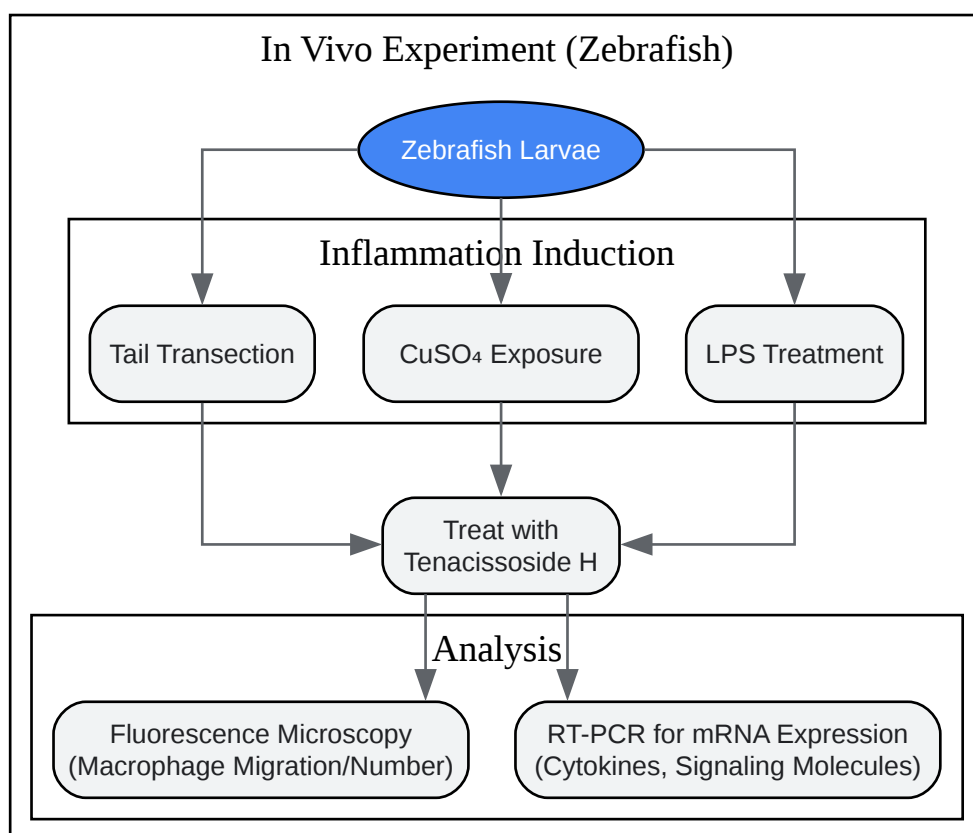 In Vivo Experiment (Zebrafish)
Zebrafish Larvae
Inflammation Induction
Tail Transection
CuSO₄ Exposure
LPS Treatment
Treat with
Tenacissoside H
Analysis
Fluorescence Microscopy
(Macrophage Migration/Number)
RT-PCR for mRNA Expression
(Cytokines, Signaling Molecules)